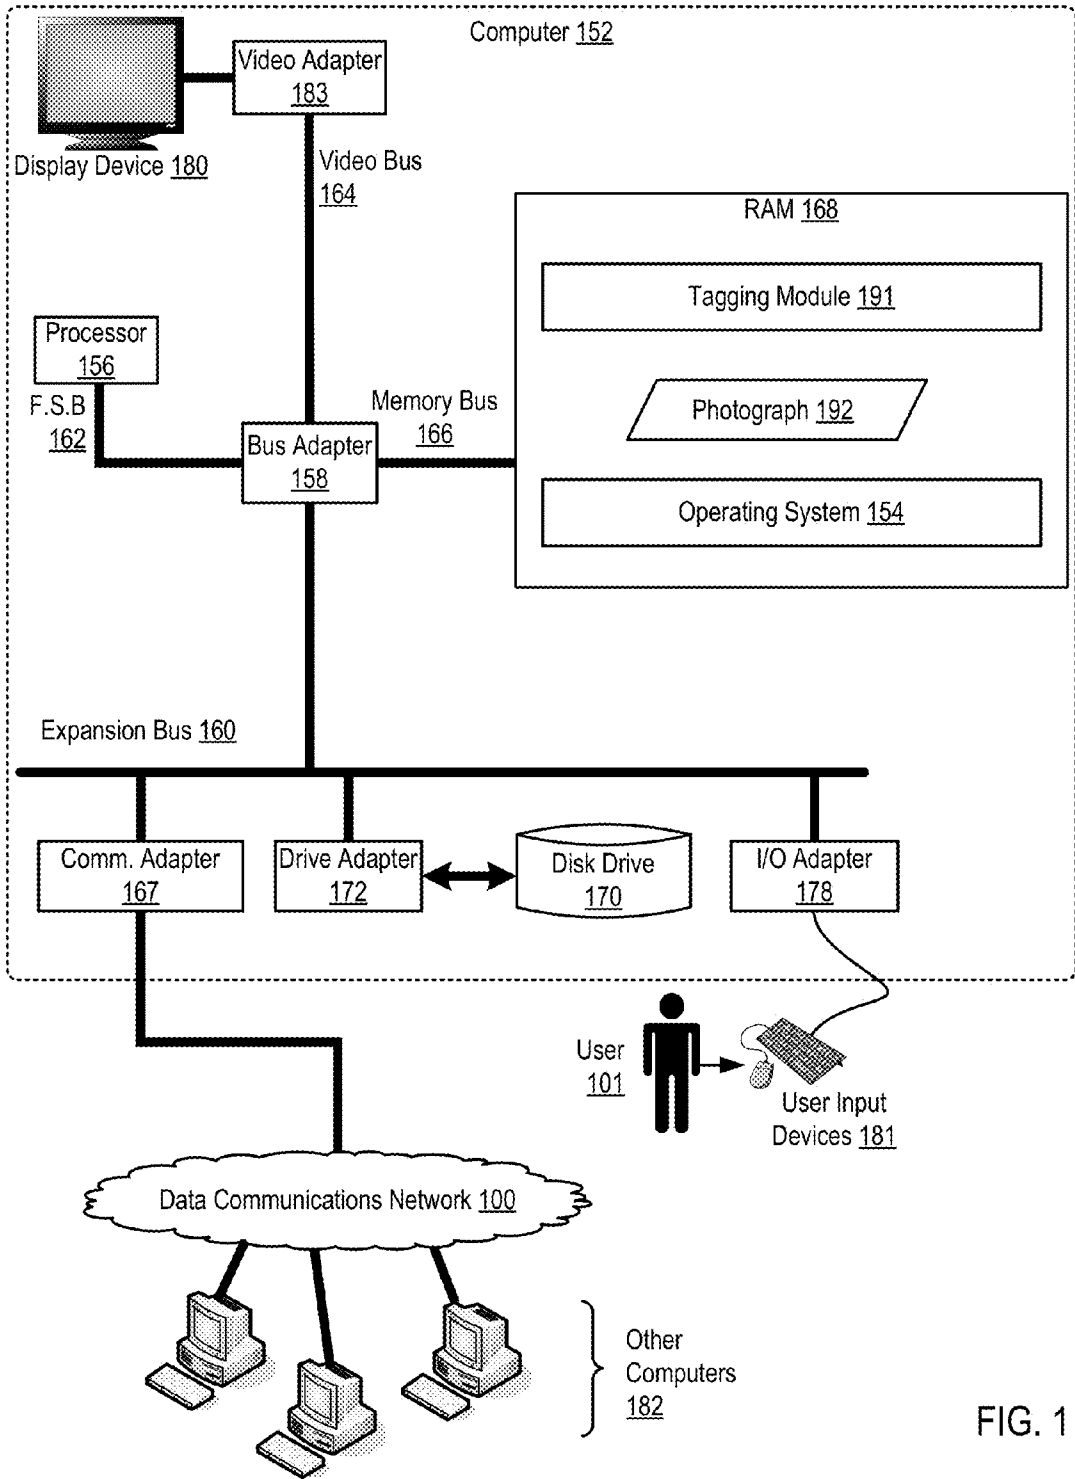 Computer 152
Video Adapter
183
Display Device 180
Video Bus
164
RAM 168
Tagging Module 191
Processor
156
F.S.B
162
Memory Bus
166
Photograph 192
Bus Adapter
158
Operating System 154
Expansion Bus 160
Comm. Adapter
167
Drive Adapter
172
Disk Drive
170
I/O Adapter
178
User
101
User Input
Devices 181
Data Communications Network 100
Other
Computers
182
FIG. 1